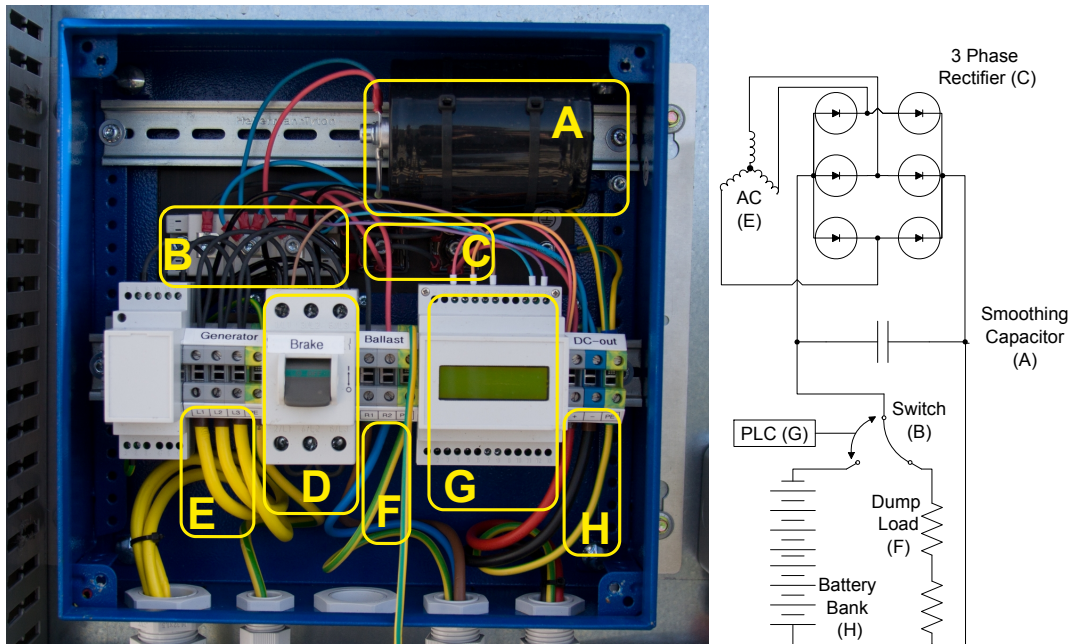 A
B
C
Generator
Brake
Ballast
DC-out
L1 L2 L3
R1 R2
+ - PE
E
D
F
G
H
3 Phase
Rectifier (C)
AC
(E)
Smoothing
Capacitor
(A)
Switch
(B)
PLC (G)
Dump
Load
(F)
Battery
Bank
(H)